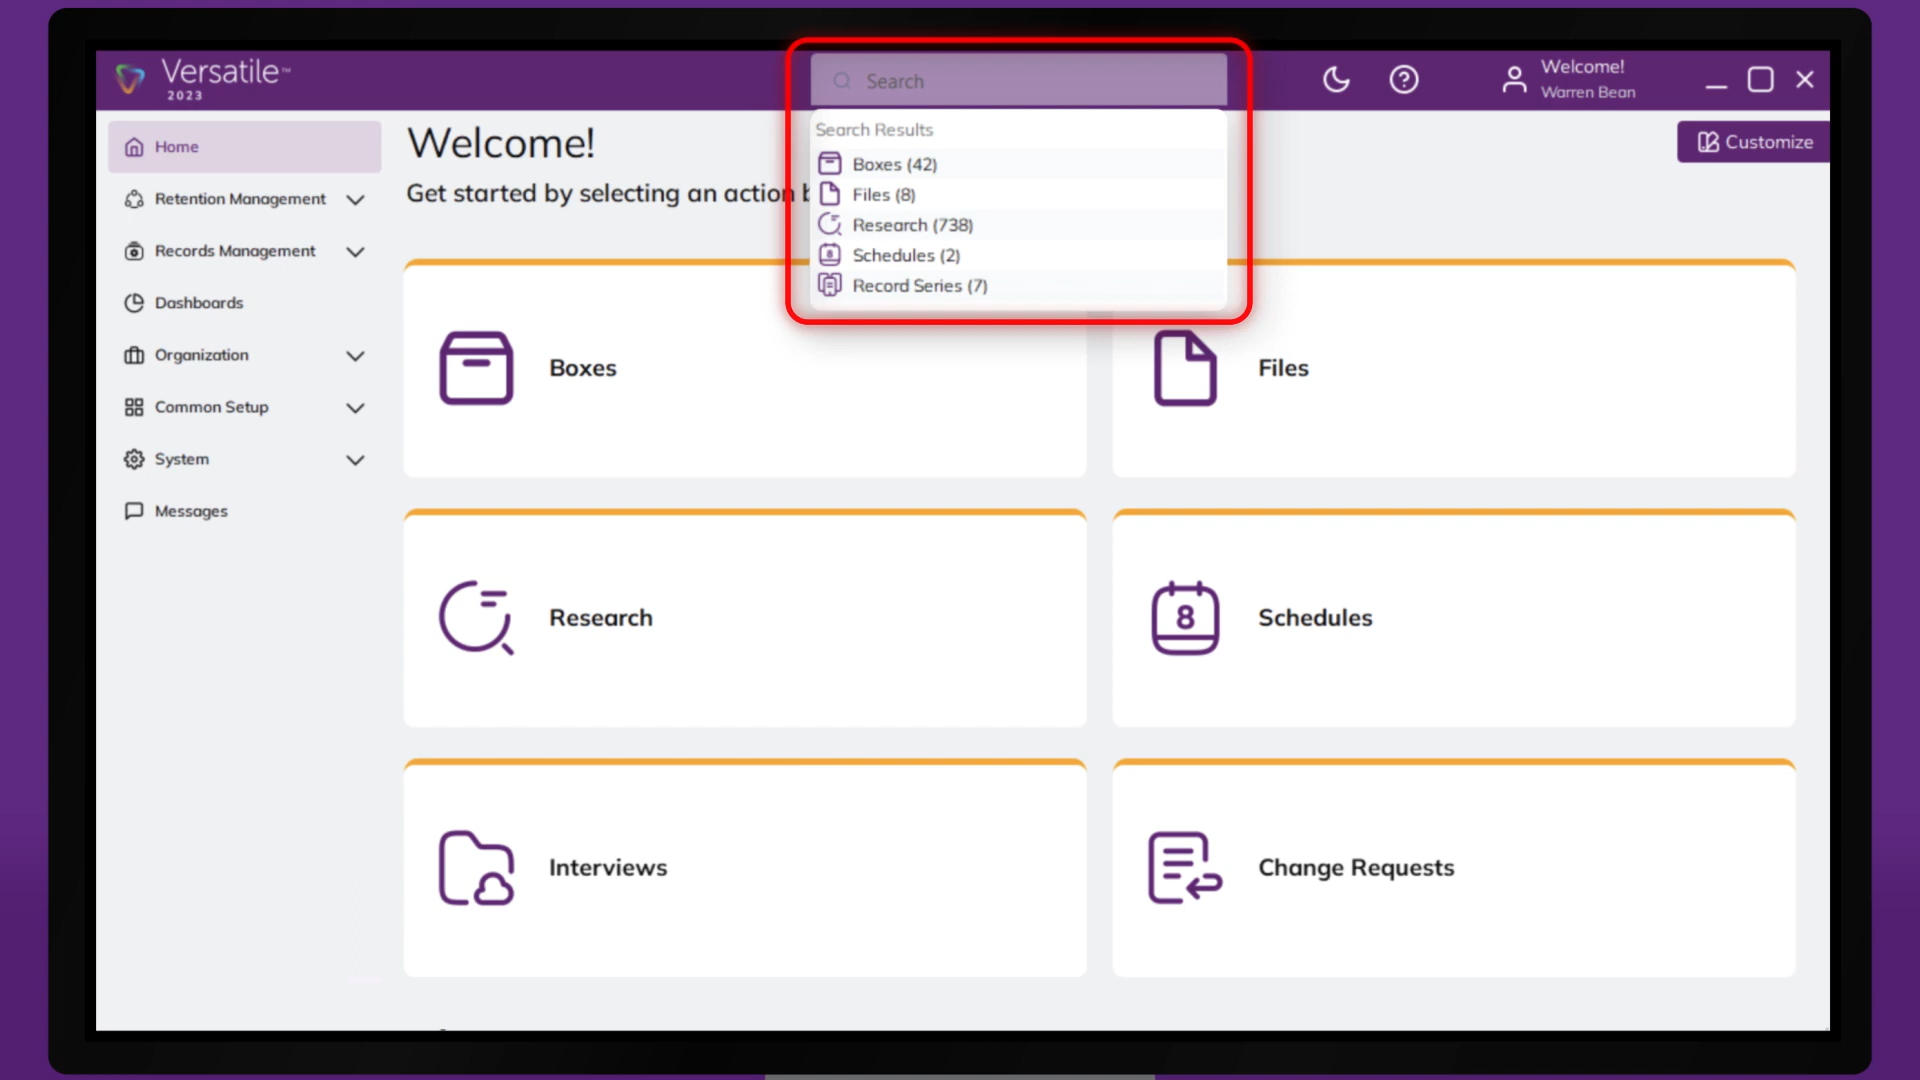 Versatile™
2023
Search
Welcome!
Warren Bean
Home
Retention Management
Records Management
Dashboards
Organization
Common Setup
System
Messages
Welcome!
Get started by selecting an action
Customize
Search Results
Boxes (42)
Files (8)
Research (738)
Schedules (2)
Record Series (7)
Boxes
Files
Research
8
Schedules
Interviews
Change Requests